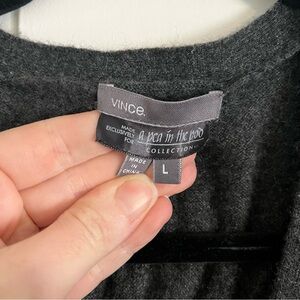 VINCE.
MADE
EXCLUSIVELY
FOR
a pea in the pod
COLLECTION
MADE
IN
CHINA
L